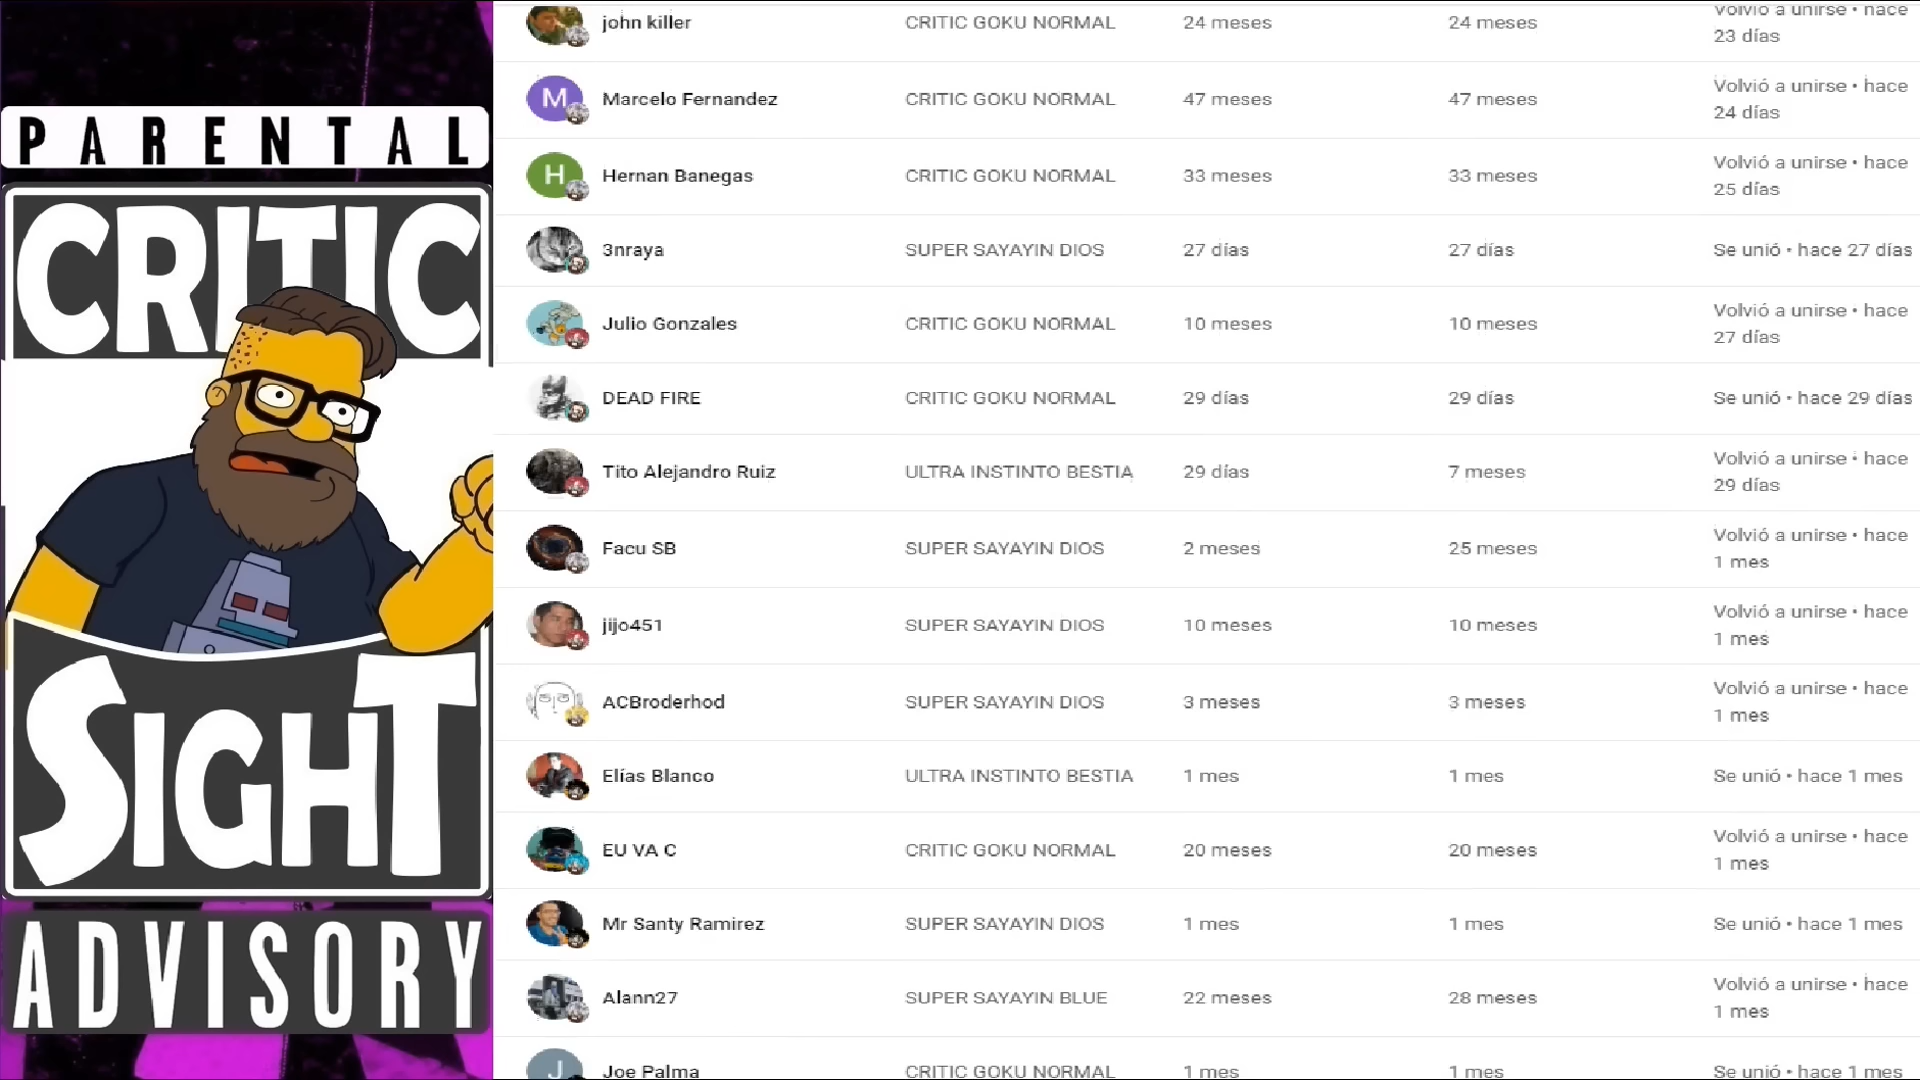 PARENTAL
CRITIC
SIGHT
ADVISORY
john killer CRITIC GOKU NORMAL 24 meses 24 meses Volvió a unirse • hace
23 días
Marcelo Fernandez CRITIC GOKU NORMAL 47 meses 47 meses Volvió a unirse • hace
24 días
M
Hernan Banegas CRITIC GOKU NORMAL 33 meses 33 meses Volvió a unirse • hace
25 días
H
3nraya SUPER SAYAYIN DIOS 27 días 27 días Se unió • hace 27 días
Julio Gonzales CRITIC GOKU NORMAL 10 meses 10 meses Volvió a unirse • hace
27 días
DEAD FIRE CRITIC GOKU NORMAL 29 días 29 días Se unió • hace 29 días
Tito Alejandro Ruiz ULTRA INSTINTO BESTIA 29 días 7 meses Volvió a unirse • hace
29 días
Facu SB SUPER SAYAYIN DIOS 2 meses 25 meses Volvió a unirse • hace
1 mes
jijo451 SUPER SAYAYIN DIOS 10 meses 10 meses Volvió a unirse • hace
1 mes
ACBroderhod SUPER SAYAYIN DIOS 3 meses 3 meses Volvió a unirse • hace
1 mes
Elías Blanco ULTRA INSTINTO BESTIA 1 mes 1 mes Se unió • hace 1 mes
EU VA C CRITIC GOKU NORMAL 20 meses 20 meses Volvió a unirse • hace
1 mes
Mr Santy Ramirez SUPER SAYAYIN DIOS 1 mes 1 mes Se unió • hace 1 mes
Alann27 SUPER SAYAYIN BLUE 22 meses 28 meses Volvió a unirse • hace
1 mes
J
Joe Palma CRITIC GOKU NORMAL 1 mes 1 mes Se unió • hace 1 mes